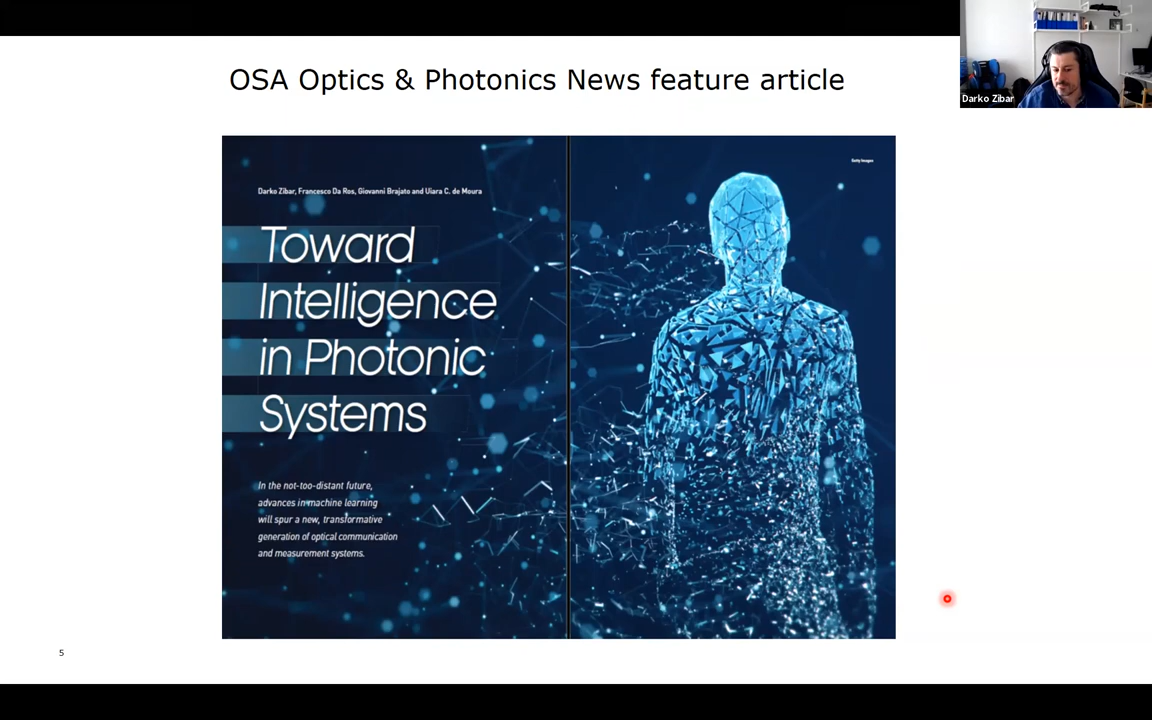 OSA Optics & Photonics News feature article
Darko Zibar
Getty Images
Darko Zibar, Francesco Da Ros, Giovanni Brajato and Uiara C. de Moura
Toward
Intelligence
in Photonic
Systems
In the not-too-distant future,
advances in machine learning
will spur a new, transformative
generation of optical communication
and measurement systems.
5